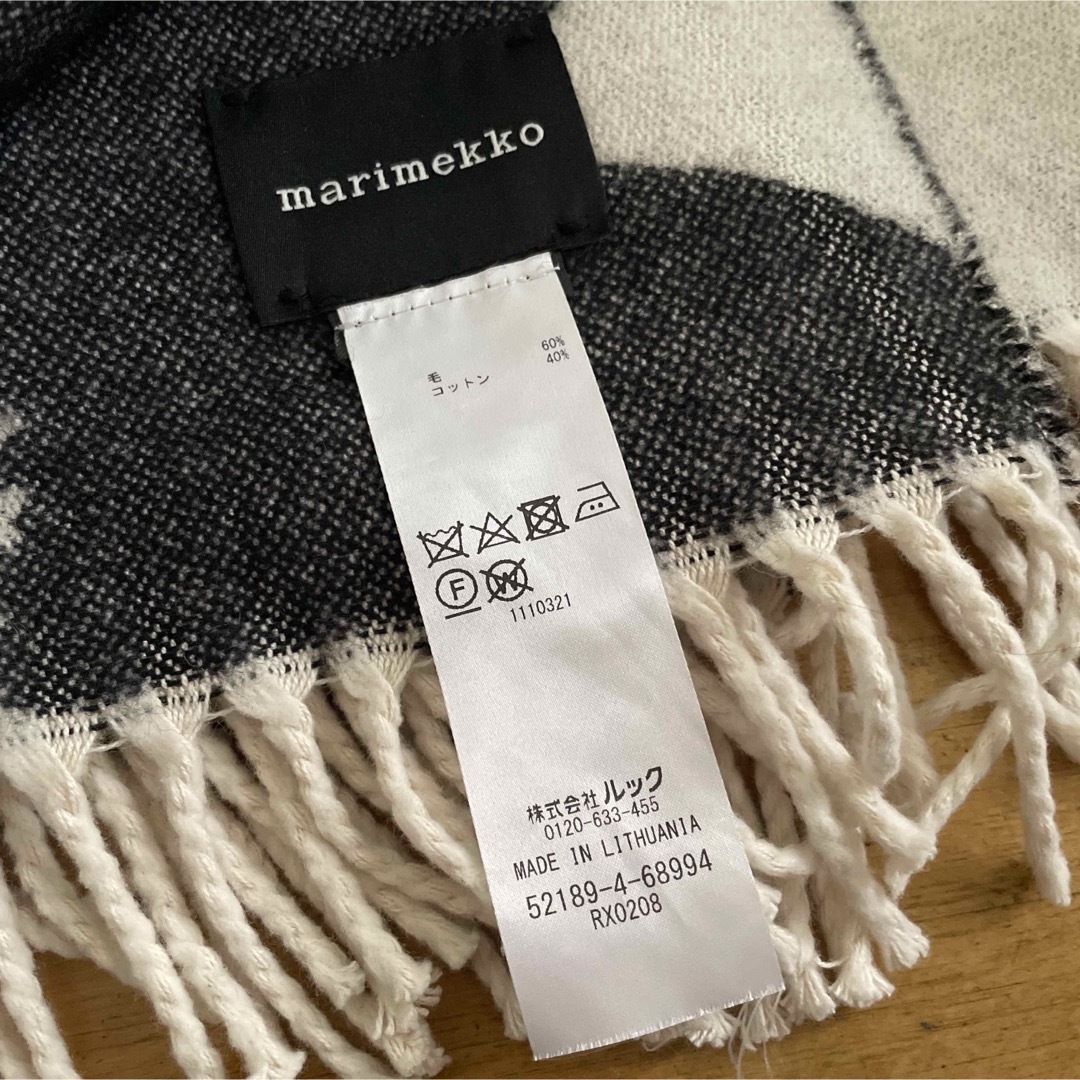 marimekko
毛 60%
コットン 40%
F W
1110321
株式会社ルック
0120-633-455
MADE IN LITHUANIA
52189-4-68994
RX0208